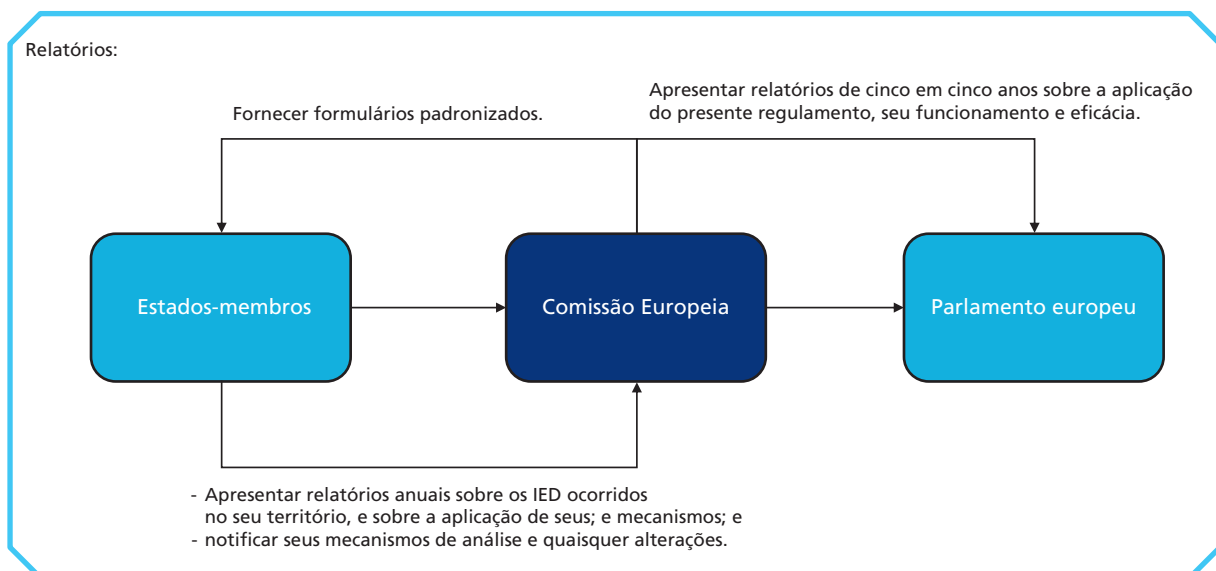 Relatórios:
Fornecer formulários padronizados.
Apresentar relatórios de cinco em cinco anos sobre a aplicação
do presente regulamento, seu funcionamento e eficácia.
Estados-membros
Comissão Europeia
Parlamento europeu
- Apresentar relatórios anuais sobre os IED ocorridos
no seu território, e sobre a aplicação de seus; e mecanismos; e
- notificar seus mecanismos de análise e quaisquer alterações.